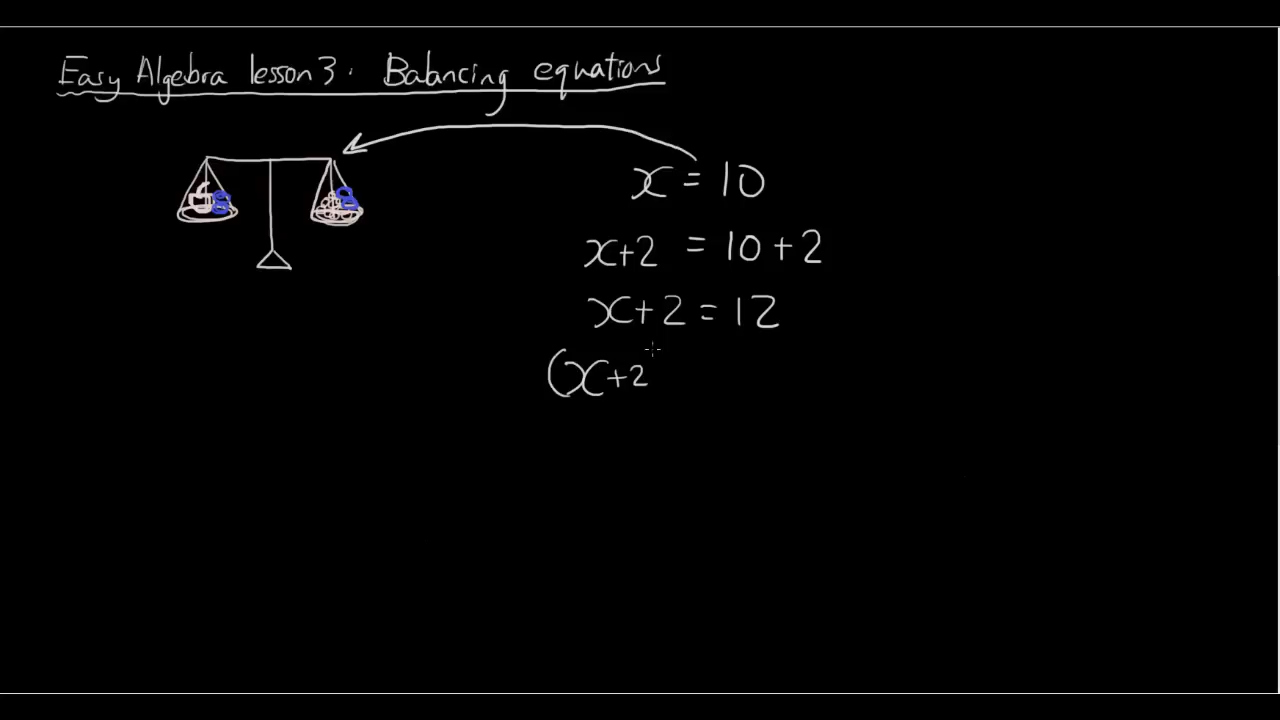 Easy Algebra lesson 3. Balancing equations
x = 10
x+2 = 10 + 2
x + 2 = 12
(x+2